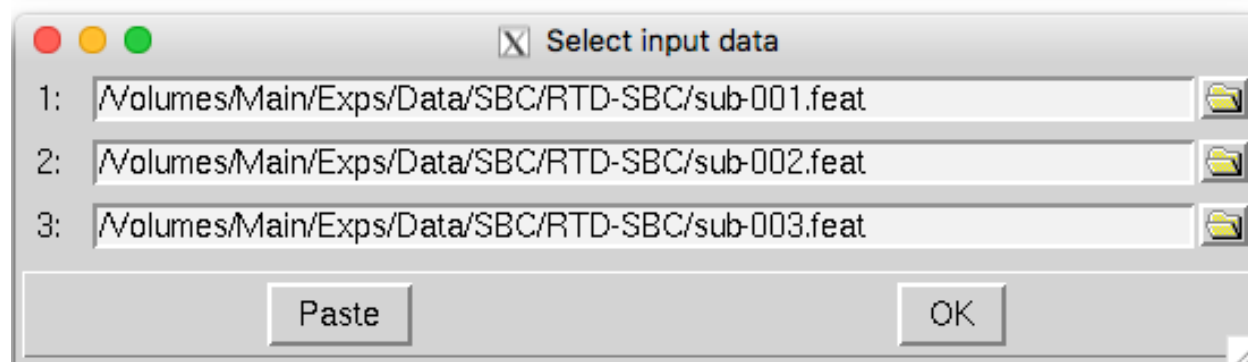 Select input data
1: /Volumes/Main/Exps/Data/SBC/RTD-SBC/sub-001.feat
2: /Volumes/Main/Exps/Data/SBC/RTD-SBC/sub-002.feat
3: /Volumes/Main/Exps/Data/SBC/RTD-SBC/sub-003.feat
Paste OK